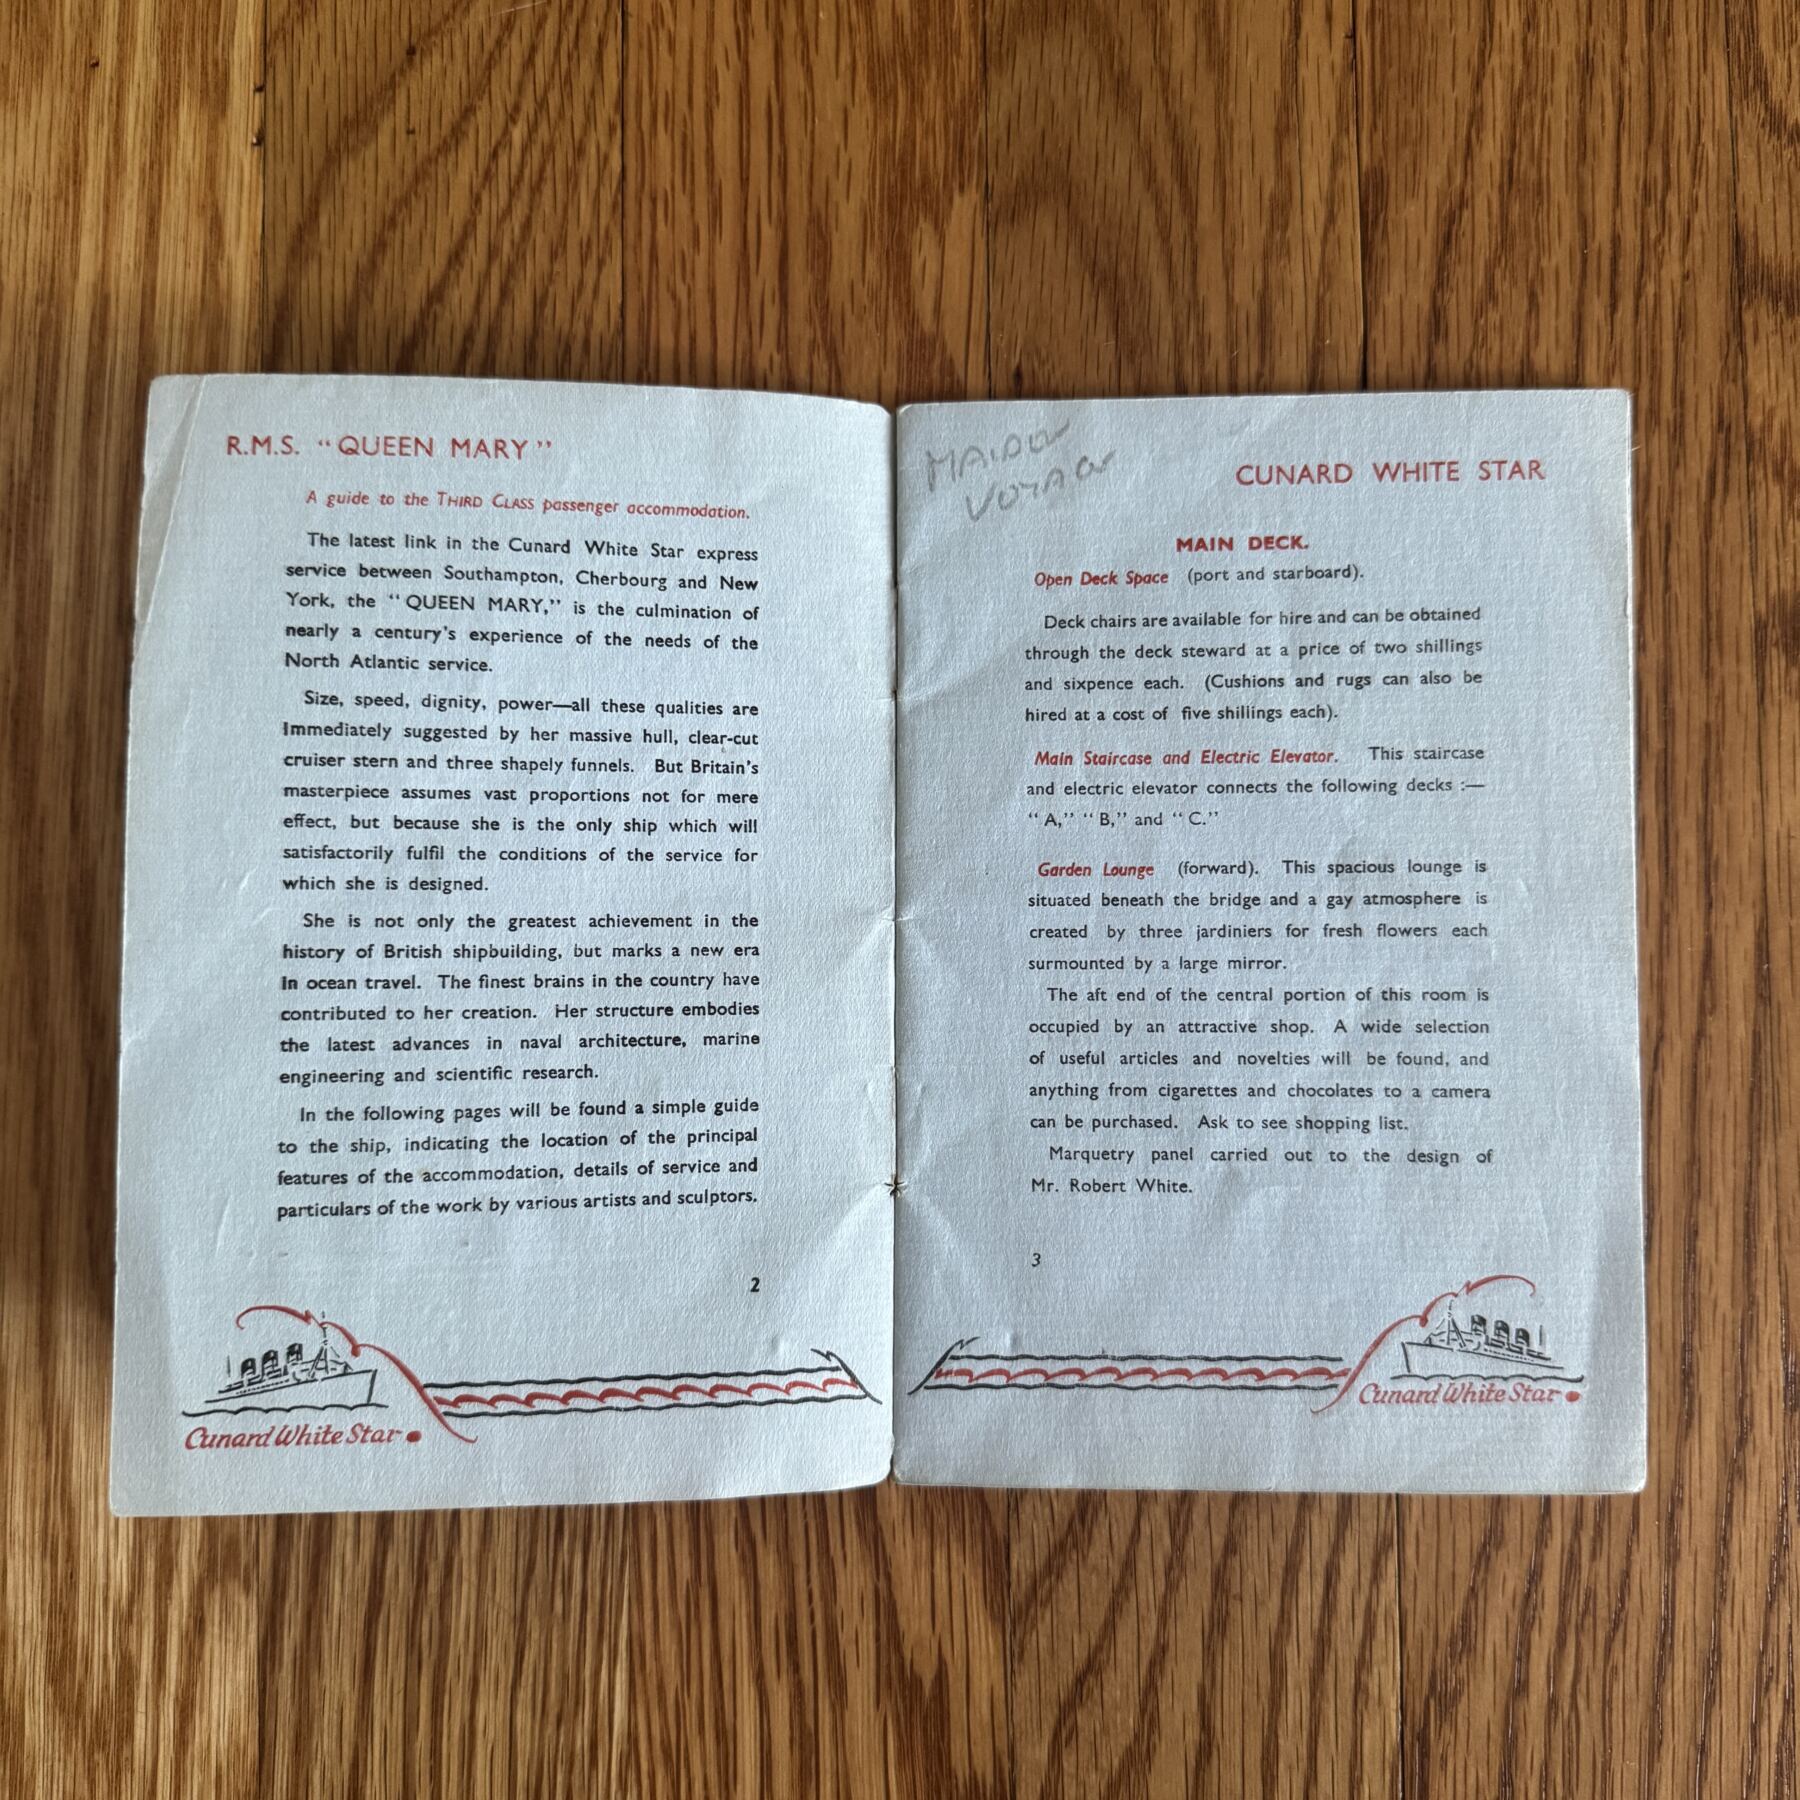 R.M.S. “QUEEN MARY”
A guide to the THIRD CLASS passenger accommodation.
The latest link in the Cunard White Star express
service between Southampton, Cherbourg and New
York, the “QUEEN MARY,” is the culmination of
nearly a century’s experience of the needs of the
North Atlantic service.
Size, speed, dignity, power—all these qualities are
Immediately suggested by her massive hull, clear-cut
cruiser stern and three shapely funnels. But Britain’s
masterpiece assumes vast proportions not for mere
effect, but because she is the only ship which will
satisfactorily fulfil the conditions of the service for
which she is designed.
She is not only the greatest achievement in the
history of British shipbuilding, but marks a new era
In ocean travel. The finest brains in the country have
contributed to her creation. Her structure embodies
the latest advances in naval architecture, marine
engineering and scientific research.
In the following pages will be found a simple guide
to the ship, indicating the location of the principal
features of the accommodation, details of service and
particulars of the work by various artists and sculptors.
2
Cunard White Star
MAIDEN
VOYAGE
CUNARD WHITE STAR
MAIN DECK.
Open Deck Space (port and starboard).
Deck chairs are available for hire and can be obtained
through the deck steward at a price of two shillings
and sixpence each. (Cushions and rugs can also be
hired at a cost of five shillings each).
Main Staircase and Electric Elevator. This staircase
and electric elevator connects the following decks :—
“A,” “B,” and “C.”
Garden Lounge (forward). This spacious lounge is
situated beneath the bridge and a gay atmosphere is
created by three jardiniers for fresh flowers each
surmounted by a large mirror.
The aft end of the central portion of this room is
occupied by an attractive shop. A wide selection
of useful articles and novelties will be found, and
anything from cigarettes and chocolates to a camera
can be purchased. Ask to see shopping list.
Marquetry panel carried out to the design of
Mr. Robert White.
3
Cunard White Star